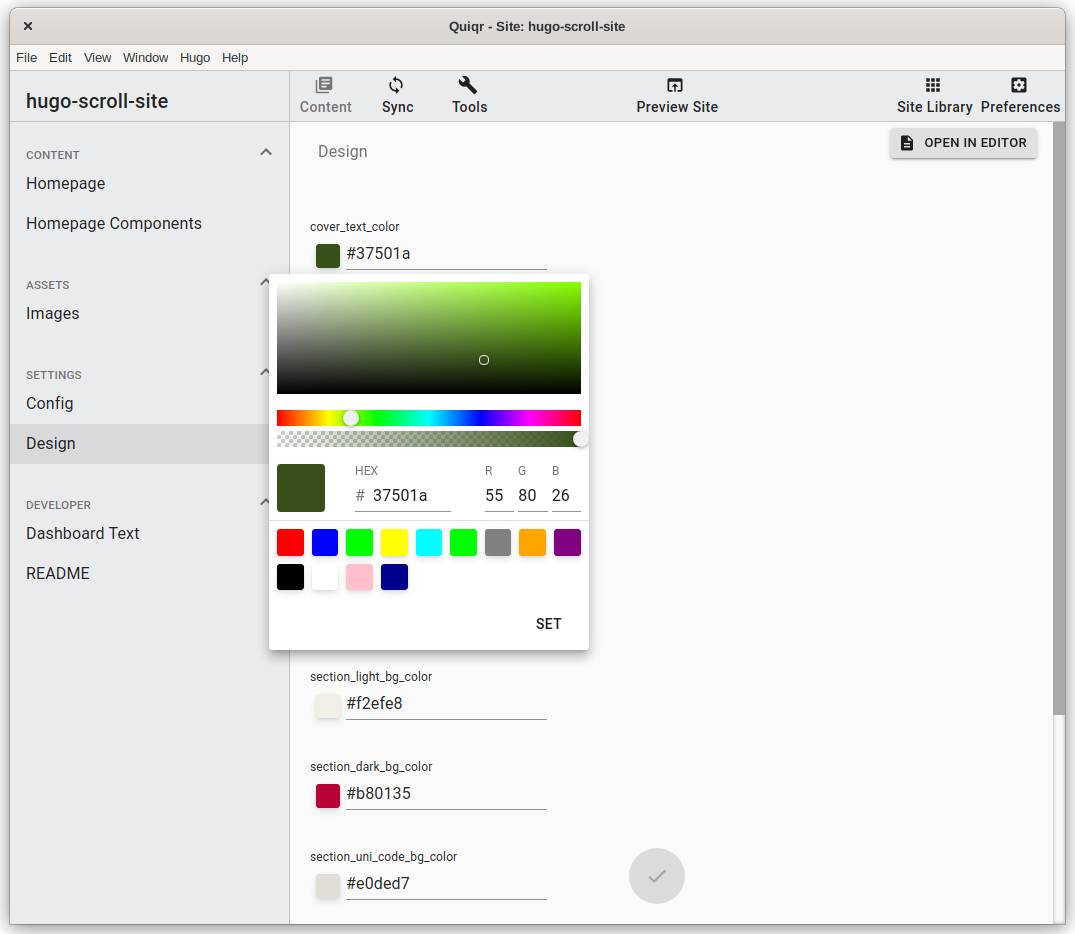 Quiqr - Site: hugo-scroll-site
File Edit View Window Hugo Help
hugo-scroll-site
Content Sync Tools Preview Site Site Library Preferences
CONTENT
Homepage
Homepage Components
ASSETS
Images
SETTINGS
Config
Design
DEVELOPER
Dashboard Text
README
Design
OPEN IN EDITOR
cover_text_color
#37501a
HEX R G B
# 37501a 55 80 26
SET
section_light_bg_color
#f2efe8
section_dark_bg_color
#b80135
section_uni_code_bg_color
#e0ded7